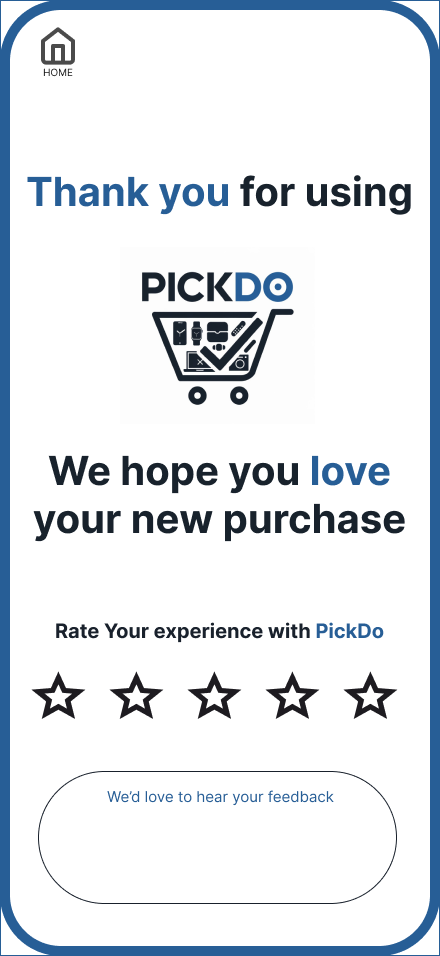 HOME
Thank you for using
PICKDO
We hope you love
your new purchase
Rate Your experience with PickDo
We’d love to hear your feedback